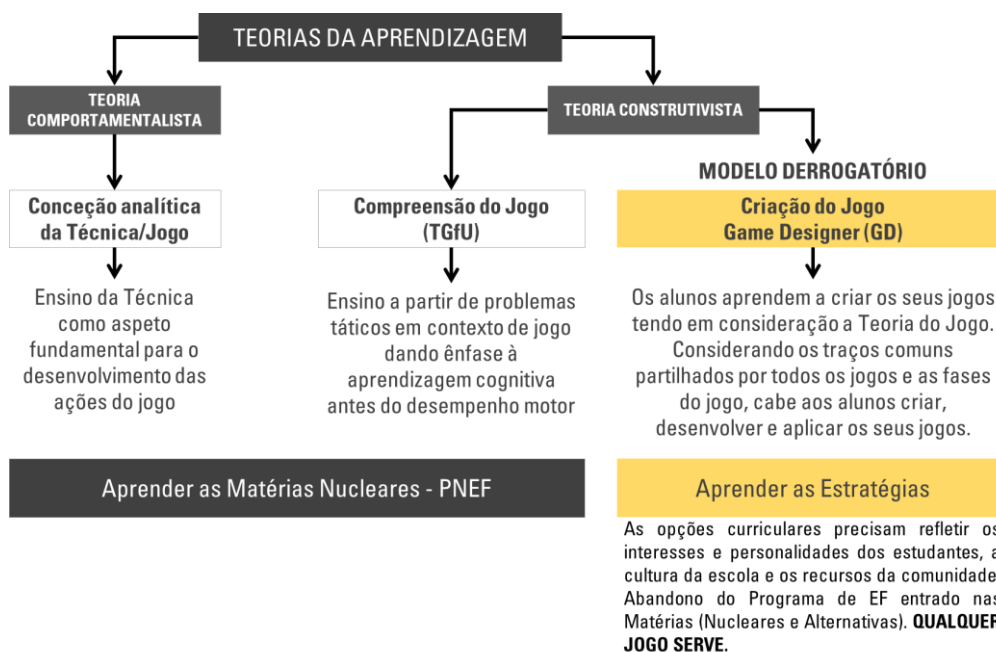 TEORIAS DA APRENDIZAGEM
TEORIA
COMPORTAMENTALISTA
TEORIA CONSTRUTIVISTA
MODELO DERROGATÓRIO
Conceção analítica
da Técnica/Jogo
Compreensão do Jogo
(TGfU)
Criação do Jogo
Game Designer (GD)
Ensino da Técnica
como aspeto
fundamental para o
desenvolvimento das
ações do jogo
Ensino a partir de problemas
táticos em contexto de jogo
dando ênfase à
aprendizagem cognitiva
antes do desempenho motor
Os alunos aprendem a criar os seus jogos
tendo em consideração a Teoria do Jogo.
Considerando os traços comuns
partilhados por todos os jogos e as fases
do jogo, cabe aos alunos criar,
desenvolver e aplicar os seus jogos.
Aprender as Matérias Nucleares - PNEF
Aprender as Estratégias
As opções curriculares precisam refletir os
interesses e personalidades dos estudantes, a
cultura da escola e os recursos da comunidade
Abandono do Programa de EF entrado nas
Matérias (Nucleares e Alternativas). QUALQUER
JOGO SERVE.